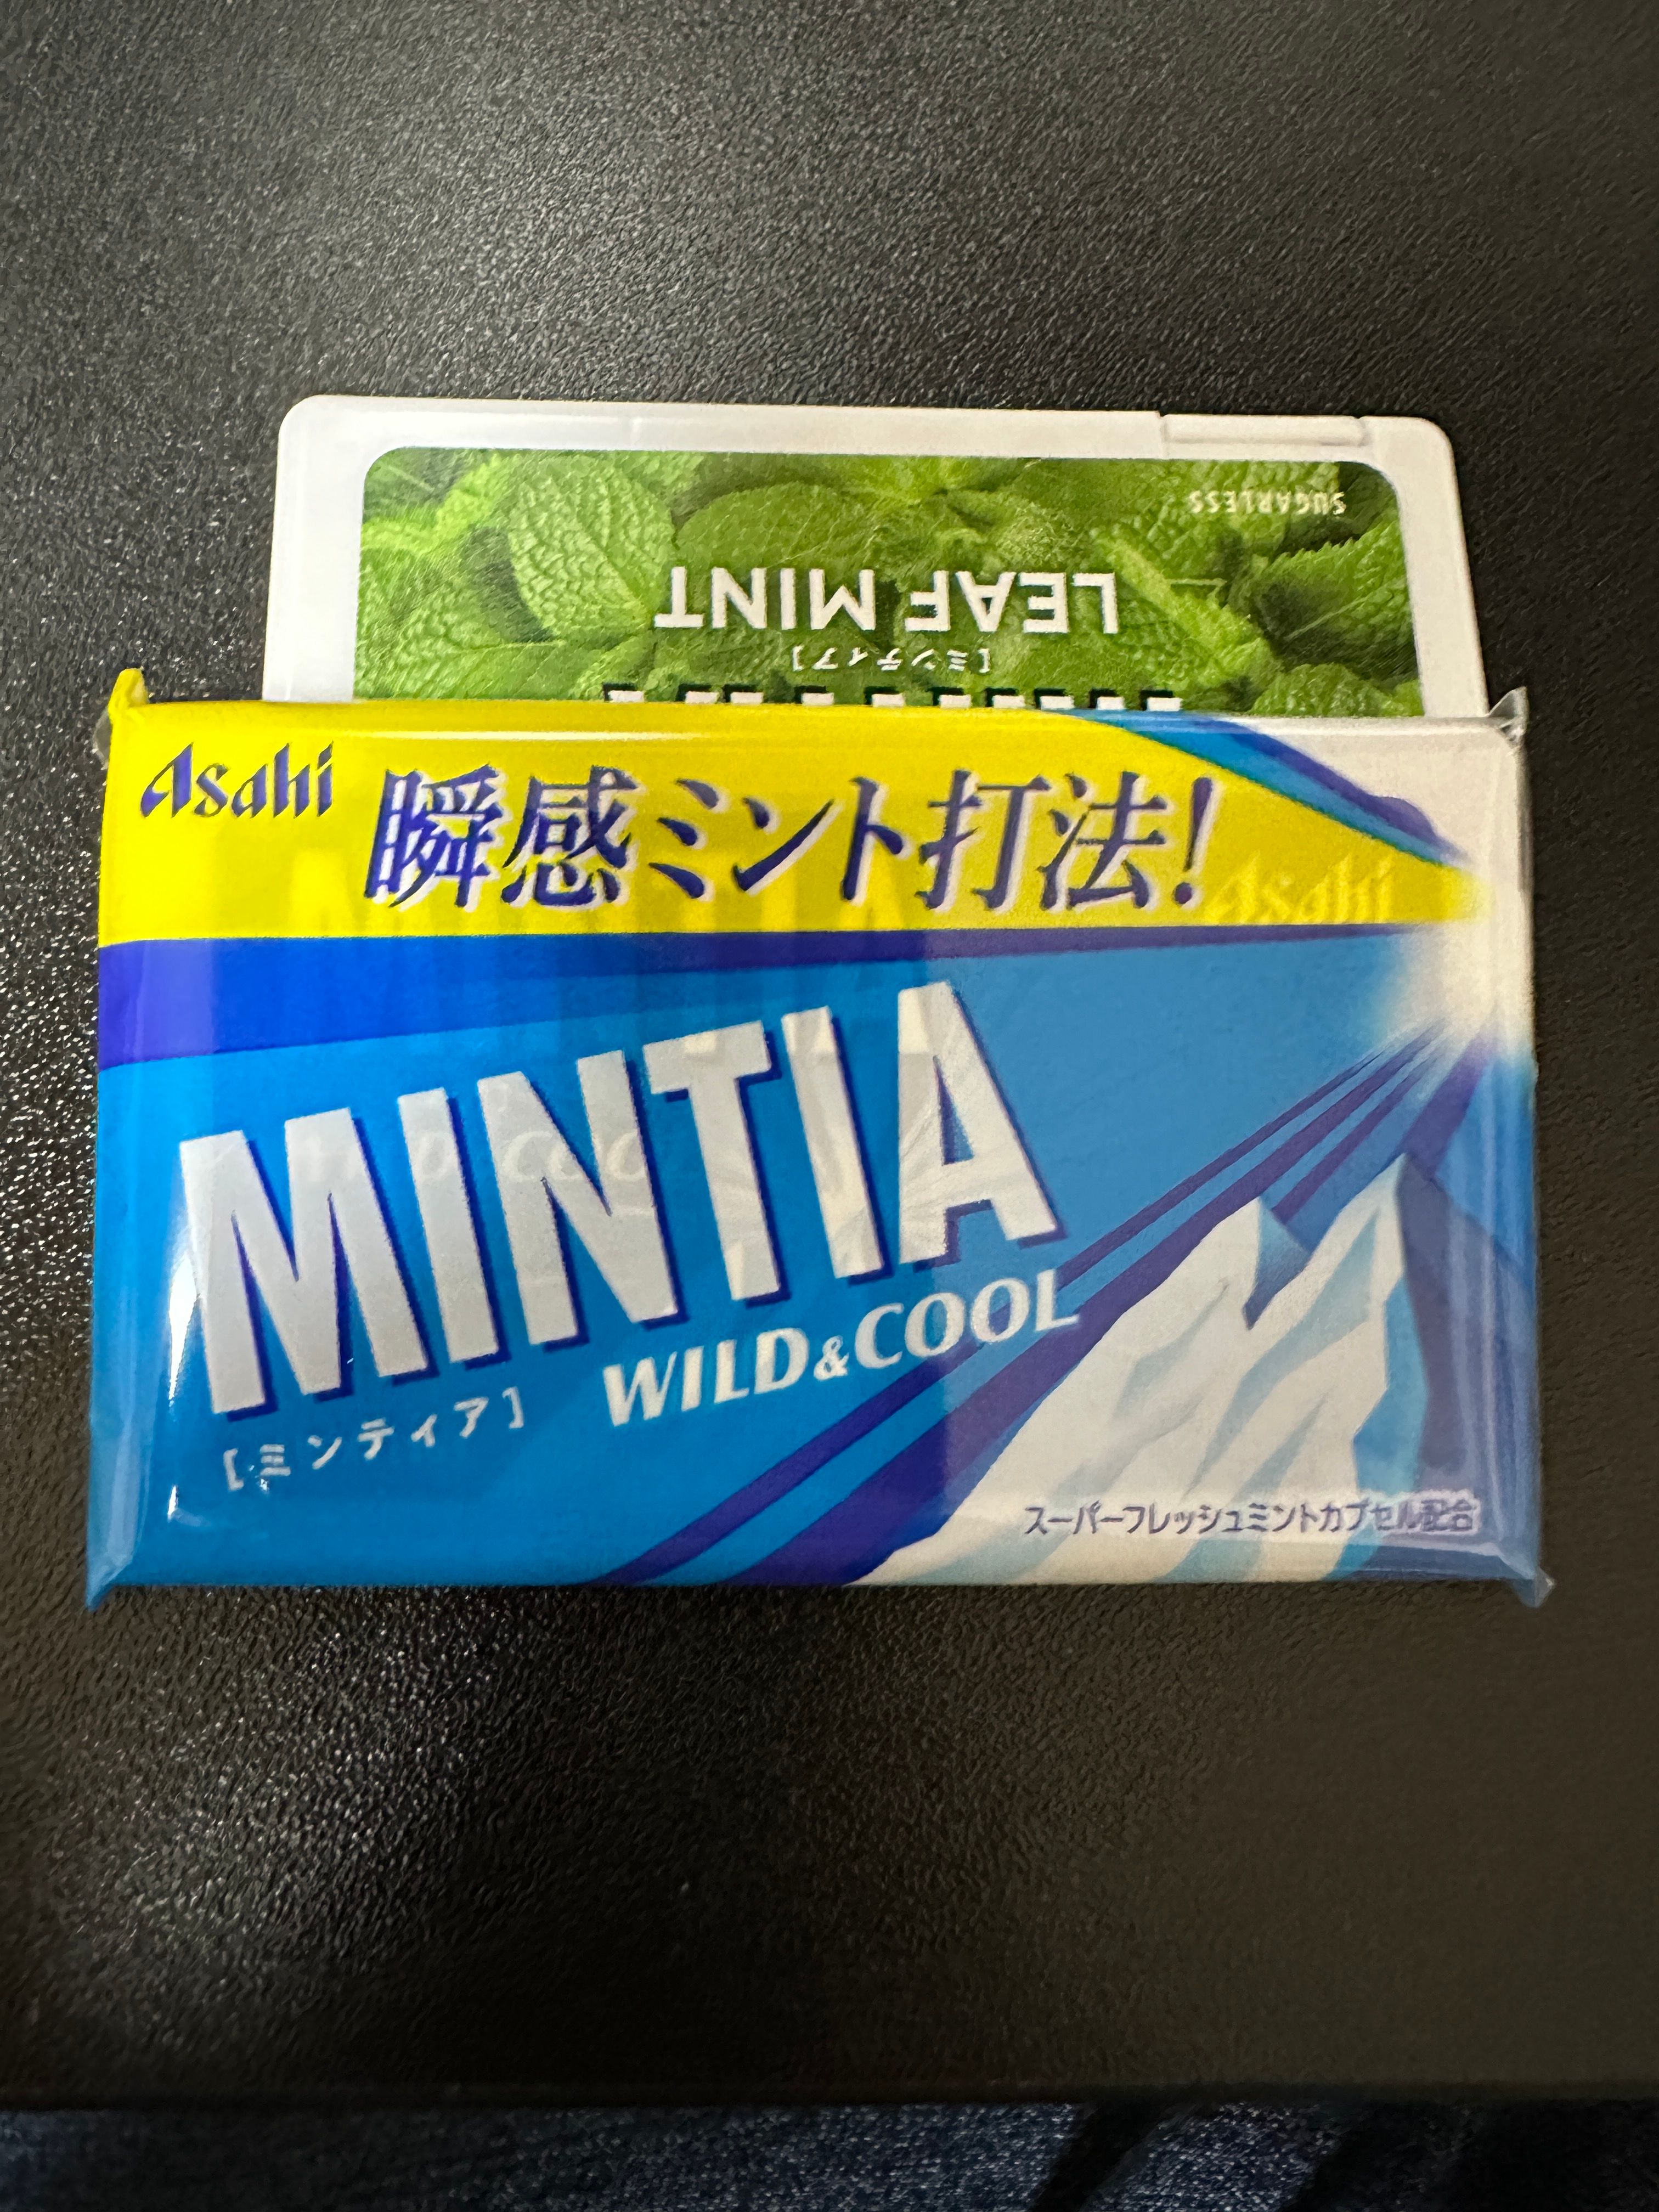 SUGARLESS
LEAF MINT
[ミンティア]
Asahi
瞬感ミント打法!
Asahi
MINTIA
WILD&COOL
[ミンティア]
スーパーフレッシュミントカプセル配合